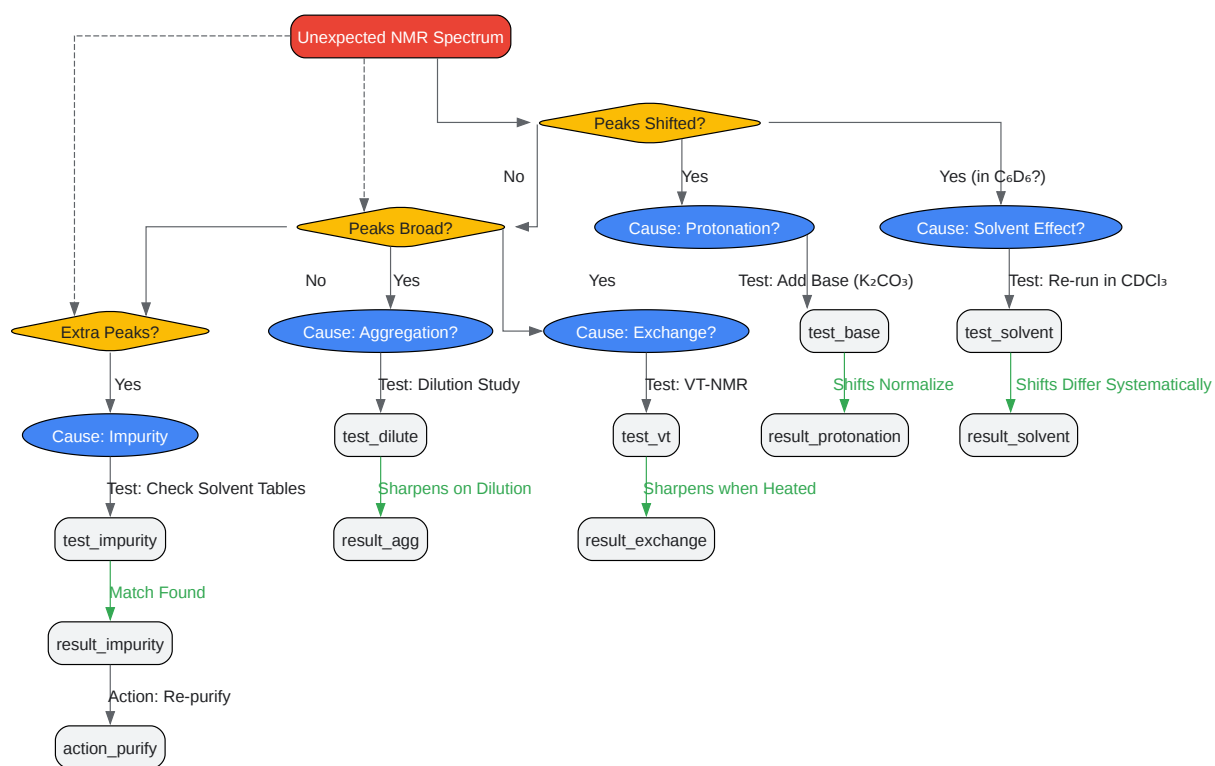 Unexpected NMR Spectrum
Peaks Shifted?
No
Yes
Yes (in C₆D₆?)
Peaks Broad?
Cause: Protonation?
Cause: Solvent Effect?
No
Yes
Yes
Test: Add Base (K₂CO₃)
Test: Re-run in CDCl₃
Extra Peaks?
Cause: Aggregation?
Cause: Exchange?
test_base
test_solvent
Yes
Test: Dilution Study
Test: VT-NMR
Shifts Normalize
Shifts Differ Systematically
Cause: Impurity
test_dilute
test_vt
result_protonation
result_solvent
Test: Check Solvent Tables
Sharpens on Dilution
Sharpens when Heated
test_impurity
result_agg
result_exchange
Match Found
result_impurity
Action: Re-purify
action_purify